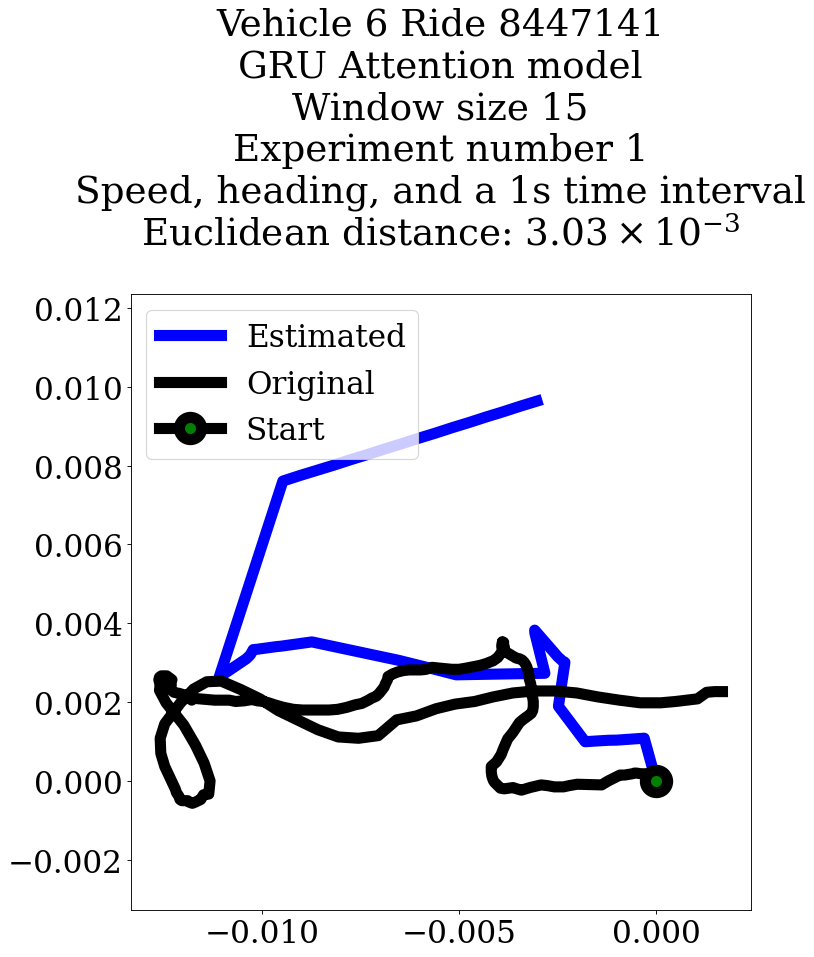 Vehicle 6 Ride 8447141
GRU Attention model
Window size 15
Experiment number 1
Speed, heading, and a 1s time interval
Euclidean distance: 3.03 × 10⁻³
0.012
0.010
0.008
0.006
0.004
0.002
0.000
−0.002
Estimated
Original
Start
−0.010
−0.005
0.000